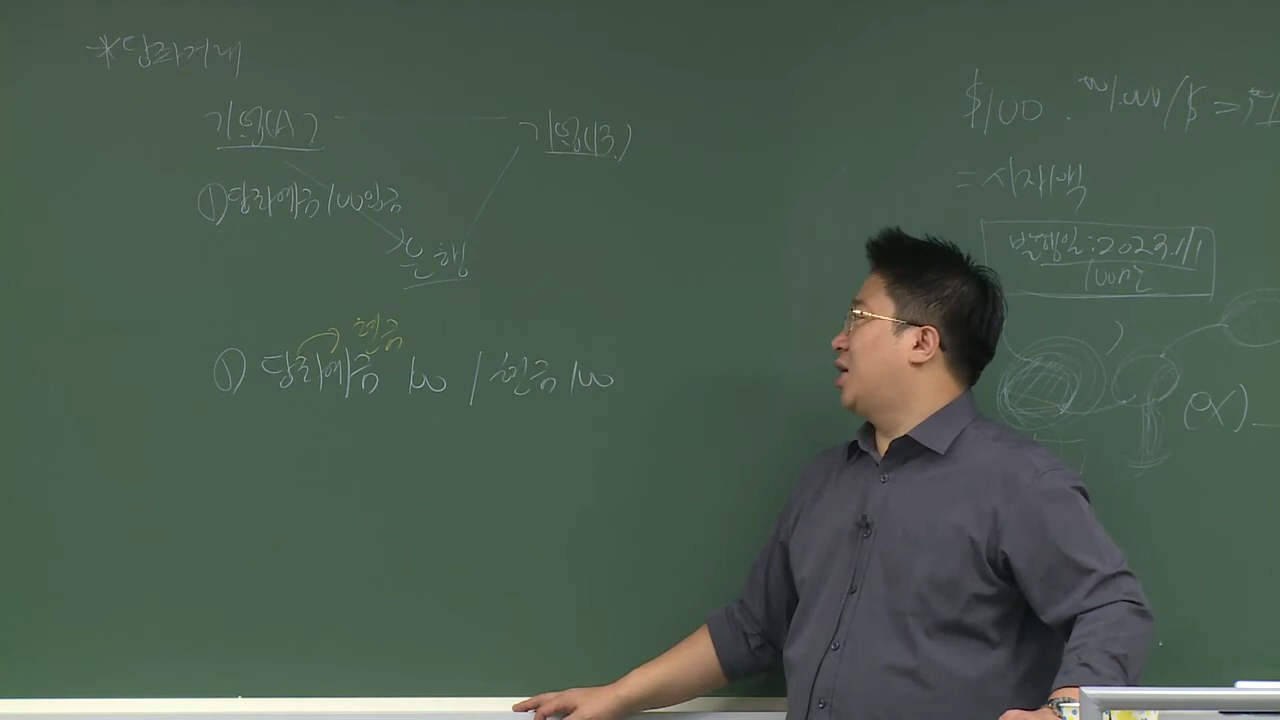 *당좌거래
기업(A)
기업(B)
①당좌예금 100입금
은행
현금
① 당좌예금 100 / 현금 100
$100.
= 시자액
발행일:2023.1/1
100만
(α)